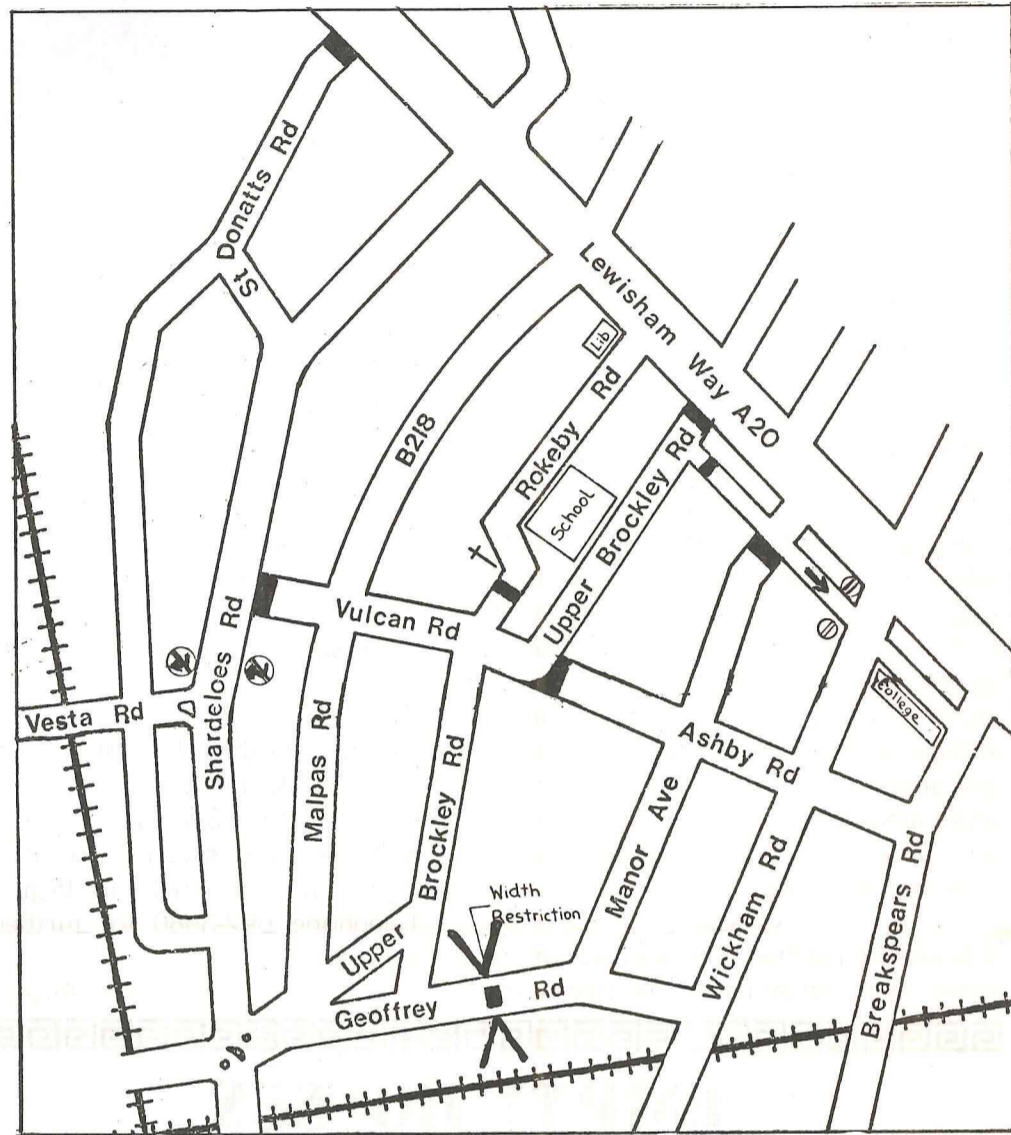 St Donatts Rd
Lewisham Way A20
Lib
B218
Rokeby Rd
School
Upper Brockley Rd
Vulcan Rd
Shardeloes Rd
Vesta Rd
Malpas Rd
College
Ashby Rd
Upper Brockley Rd
Manor Ave
Wickham Rd
Breakspears Rd
Width
Restriction
Geoffrey Rd